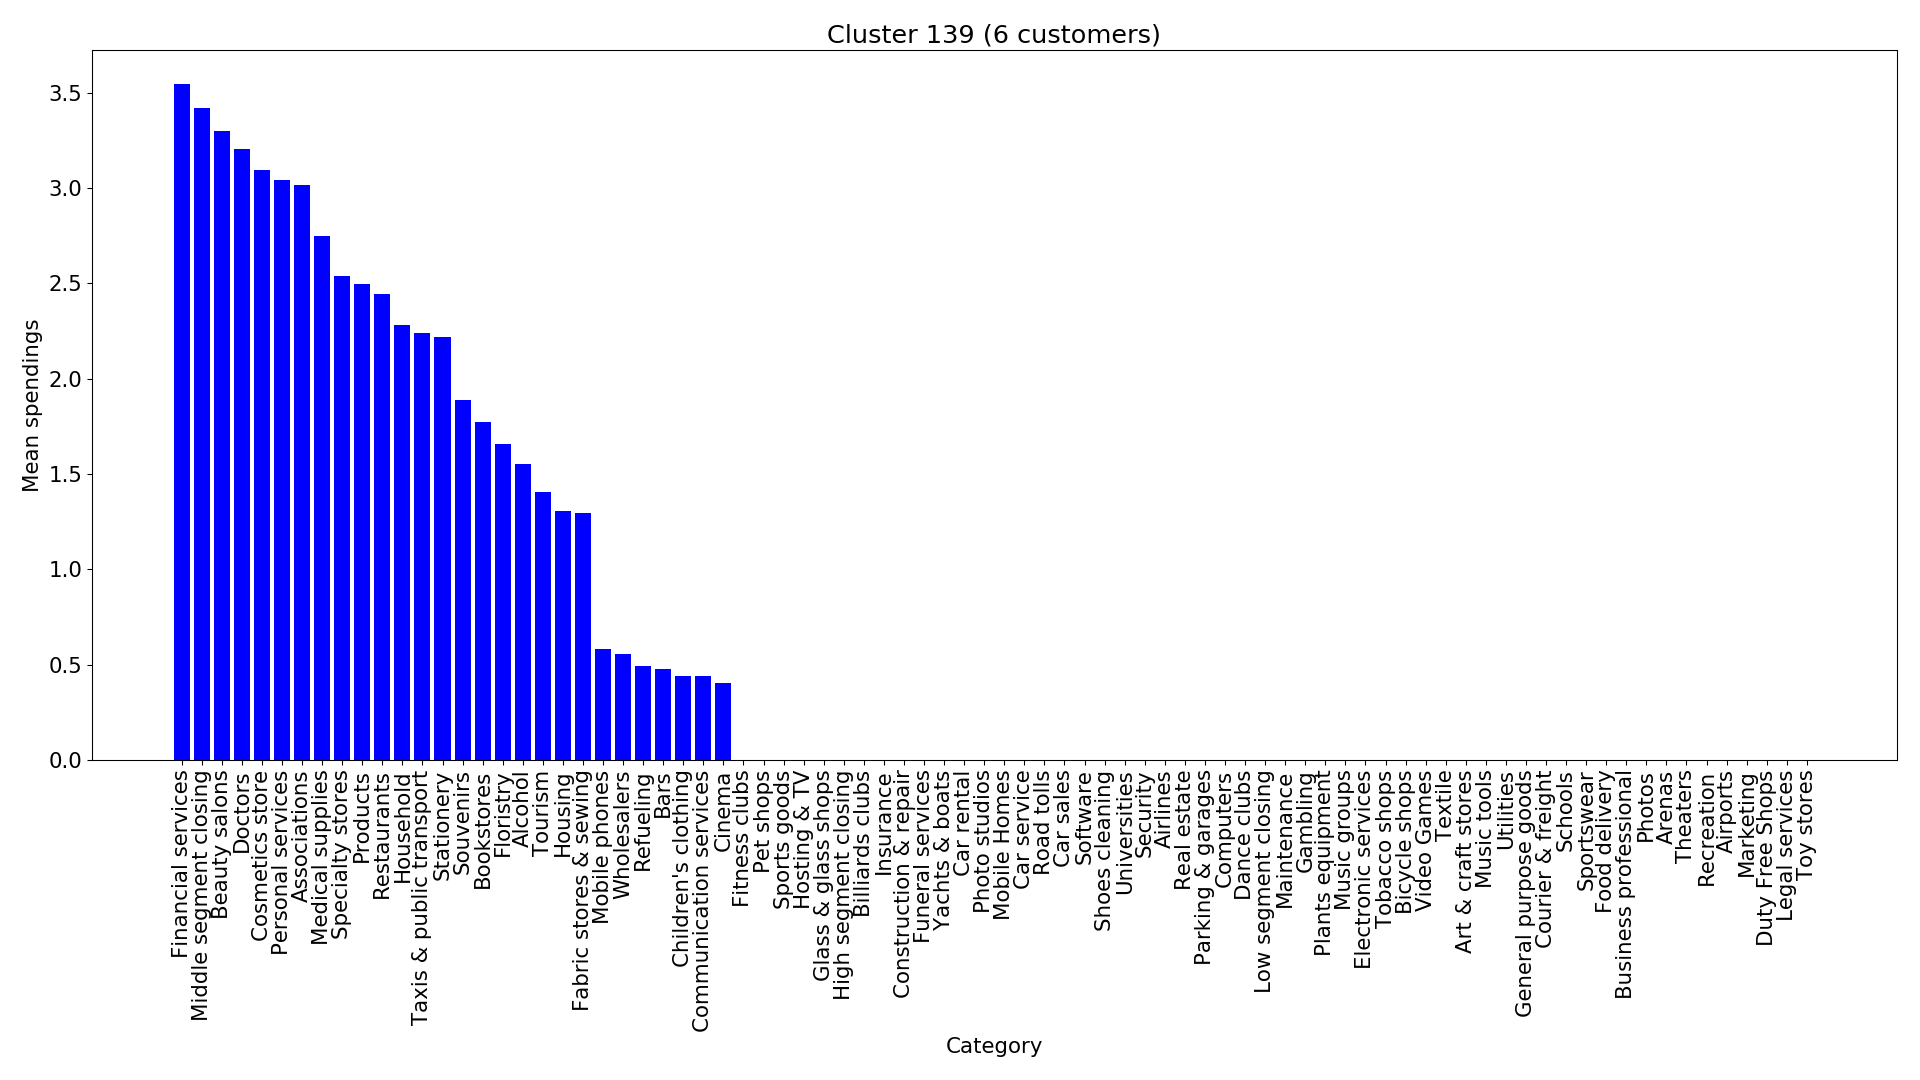 Cluster 139 (6 customers)
Mean spendings
3.5
3.0
2.5
2.0
1.5
1.0
0.5
0.0
Financial services
Middle segment closing
Beauty salons
Doctors
Cosmetics store
Personal services
Associations
Medical supplies
Specialty stores
Products
Restaurants
Household
Taxis & public transport
Stationery
Souvenirs
Bookstores
Floristry
Alcohol
Tourism
Housing
Fabric stores & sewing
Mobile phones
Wholesalers
Refueling
Bars
Children's clothing
Communication services
Cinema
Fitness clubs
Pet shops
Sports goods
Hosting & TV
Glass & glass shops
High segment closing
Billiards clubs
Insurance
Construction & repair
Funeral services
Yachts & boats
Car rental
Photo studios
Mobile Homes
Car service
Road tolls
Car sales
Software
Shoes cleaning
Universities
Security
Airlines
Real estate
Parking & garages
Computers
Dance clubs
Low segment closing
Maintenance
Gambling
Plants equipment
Music groups
Electronic services
Tobacco shops
Bicycle shops
Video Games
Textile
Art & craft stores
Music tools
Utilities
General purpose goods
Courier & freight
Schools
Sportswear
Food delivery
Business professional
Photos
Arenas
Theaters
Recreation
Airports
Marketing
Duty Free Shops
Legal services
Toy stores
Category